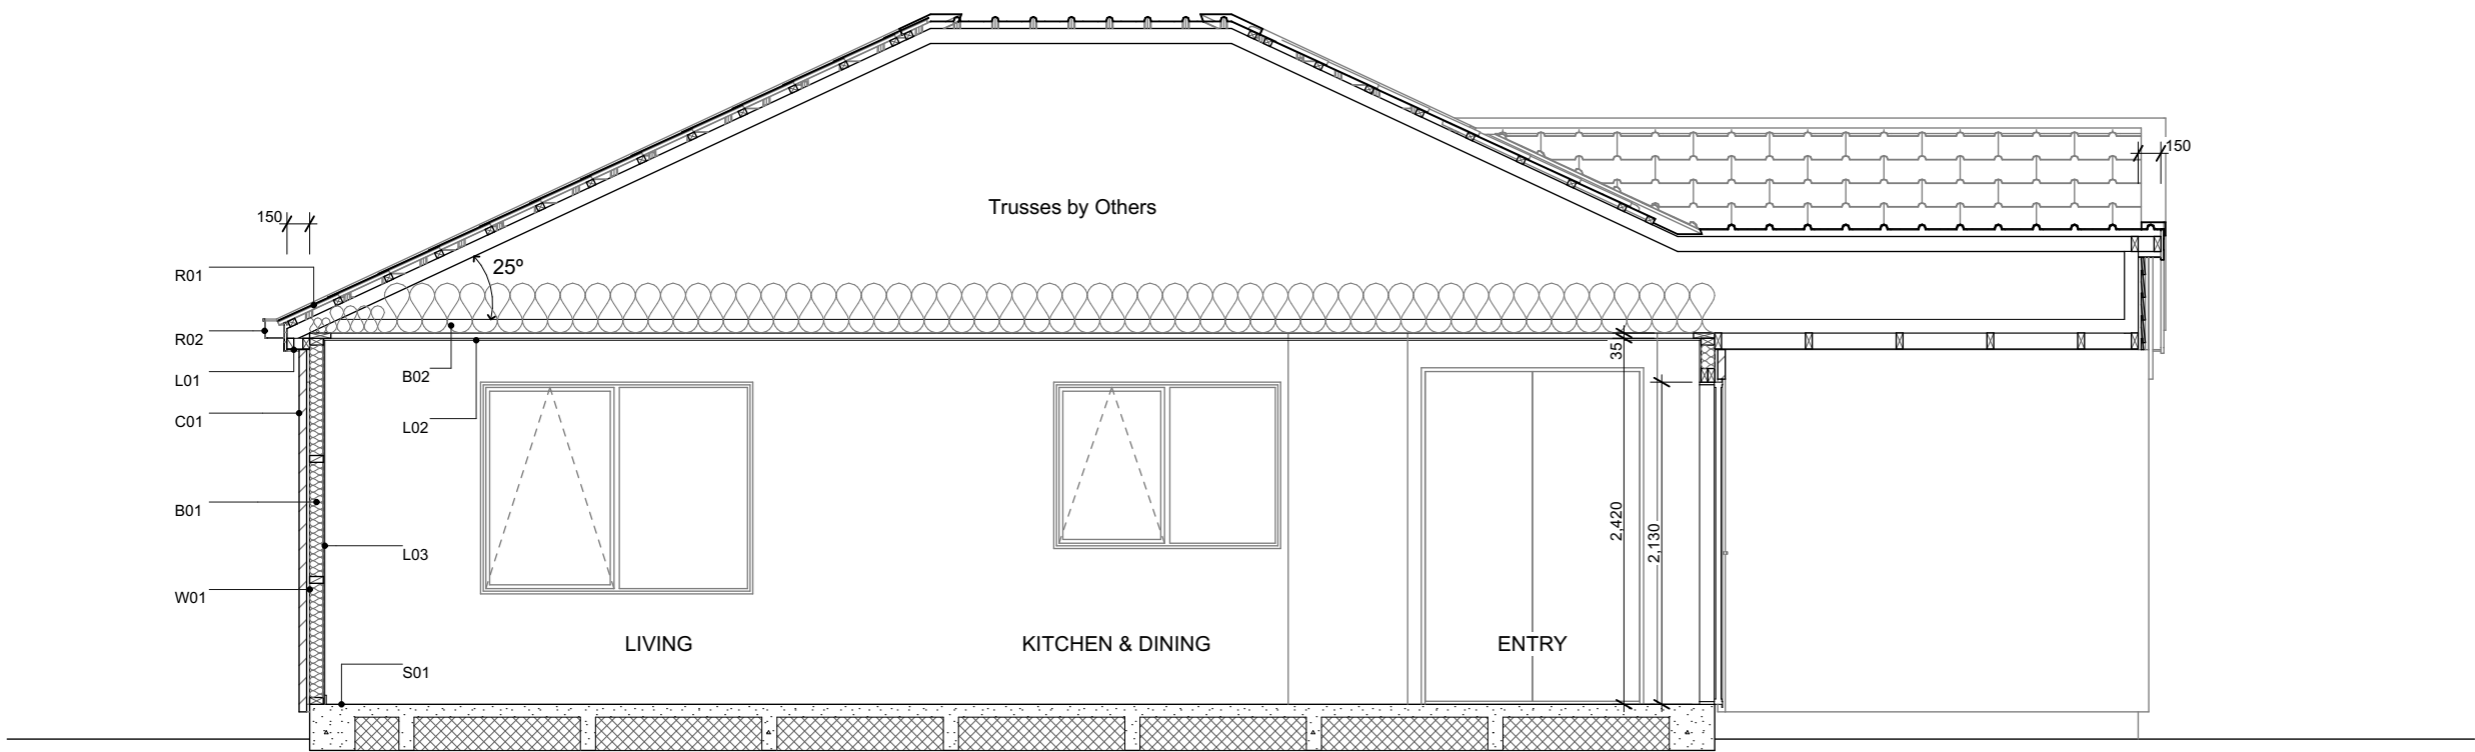 150
Trusses by Others
150
R01
25º
R02
35
L01
B02
C01
L02
B01
2,420
2,130
L03
W01
LIVING
KITCHEN & DINING
ENTRY
S01